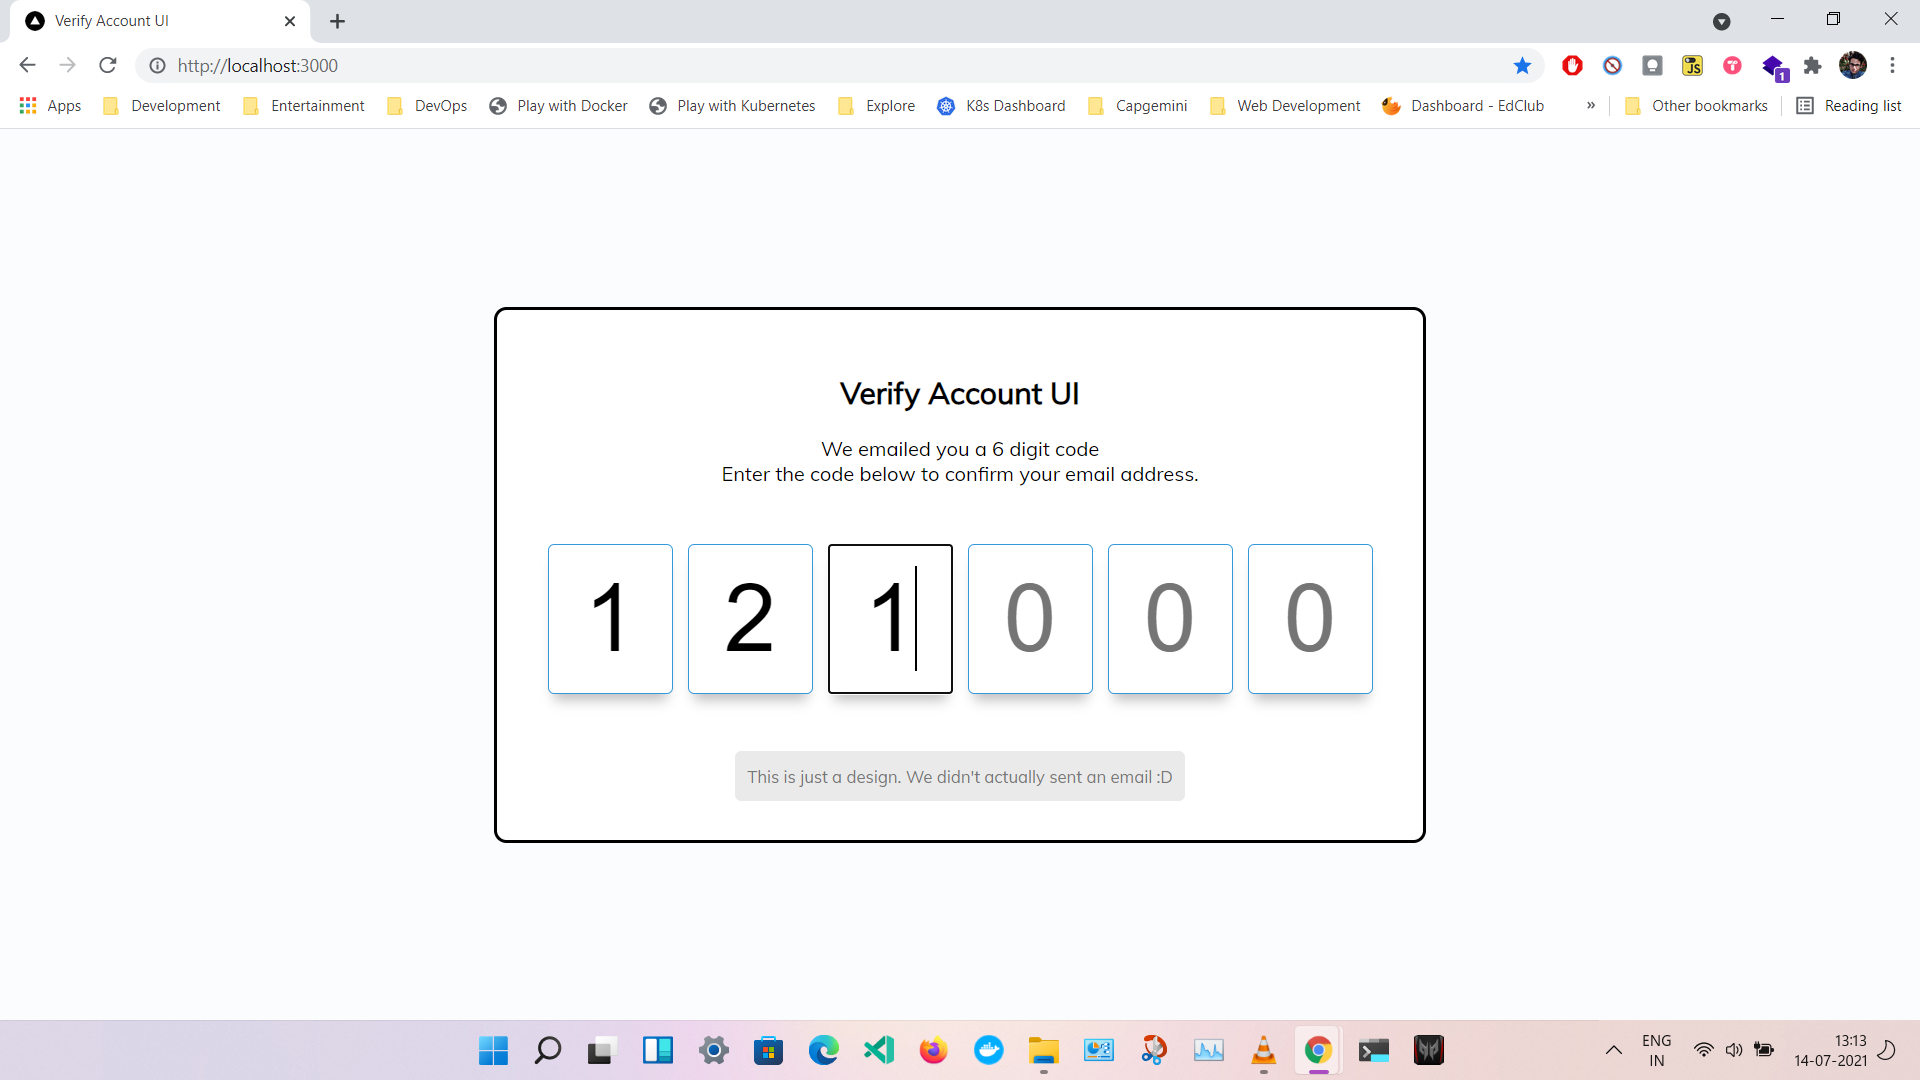 Verify Account UI
http://localhost:3000
Apps Development Entertainment DevOps Play with Docker Play with Kubernetes Explore K8s Dashboard Capgemini Web Development Dashboard - EdClub » Other bookmarks Reading list
JS
1
Verify Account UI
We emailed you a 6 digit code
Enter the code below to confirm your email address.
1 2 1 0 0 0
This is just a design. We didn't actually sent an email :D
ENG
IN
13:13
14-07-2021